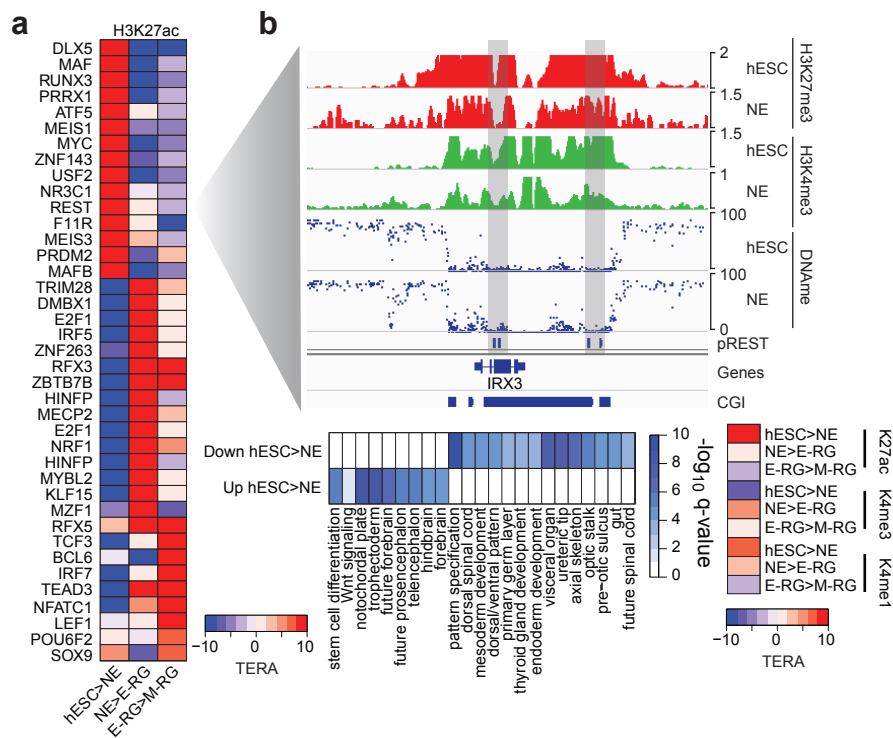 a
b
H3K27ac
DLX5
MAF
RUNX3
PRRX1
ATF5
MEIS1
MYC
ZNF143
USF2
NR3C1
REST
F11R
MEIS3
PRDM2
MAFB
TRIM28
DMBX1
E2F1
IRF5
ZNF263
RFX3
ZBTB7B
HINFP
MECP2
E2F1
NRF1
HINFP
MYBL2
KLF15
MZF1
RFX5
TCF3
BCL6
IRF7
TEAD3
NFATC1
LEF1
POU6F2
SOX9
hESC>NE
NE>E-RG
E-RG>M-RG
−10 0 10
TERA
2
hESC
1.5
NE
H3K27me3
1.5
hESC
1
NE
H3K4me3
100
hESC
100
NE
0
DNAme
pREST
Genes
IRX3
CGI
Down hESC>NE
Up hESC>NE
stem cell differentiation
Wnt signaling
notochordal plate
trophectoderm
future forebrain
future prosencephalon
telencephalon
hindbrain
forebrain
pattern specification
dorsal spinal cord
mesoderm development
dorsal/ventral pattern
primary germ layer
thyroid gland development
endoderm development
visceral organ
ureteric tip
axial skeleton
optic stalk
pre-otic sulcus
gut
future spinal cord
10
8
6
4
2
0
-log10 q-value
hESC>NE
NE>E-RG
E-RG>M-RG
K27ac
hESC>NE
NE>E-RG
E-RG>M-RG
K4me3
hESC>NE
NE>E-RG
E-RG>M-RG
K4me1
−10 0 10
TERA